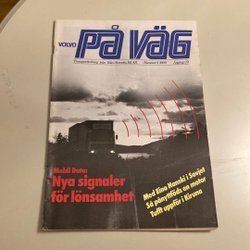 VOLVO
PÅ VÄG
Mobil Data:
Nya signaler
för lönsamhet
Med Eino Hanski i Sovjet
Så pånyttföds en motor
Tufft uppför i Kiruna